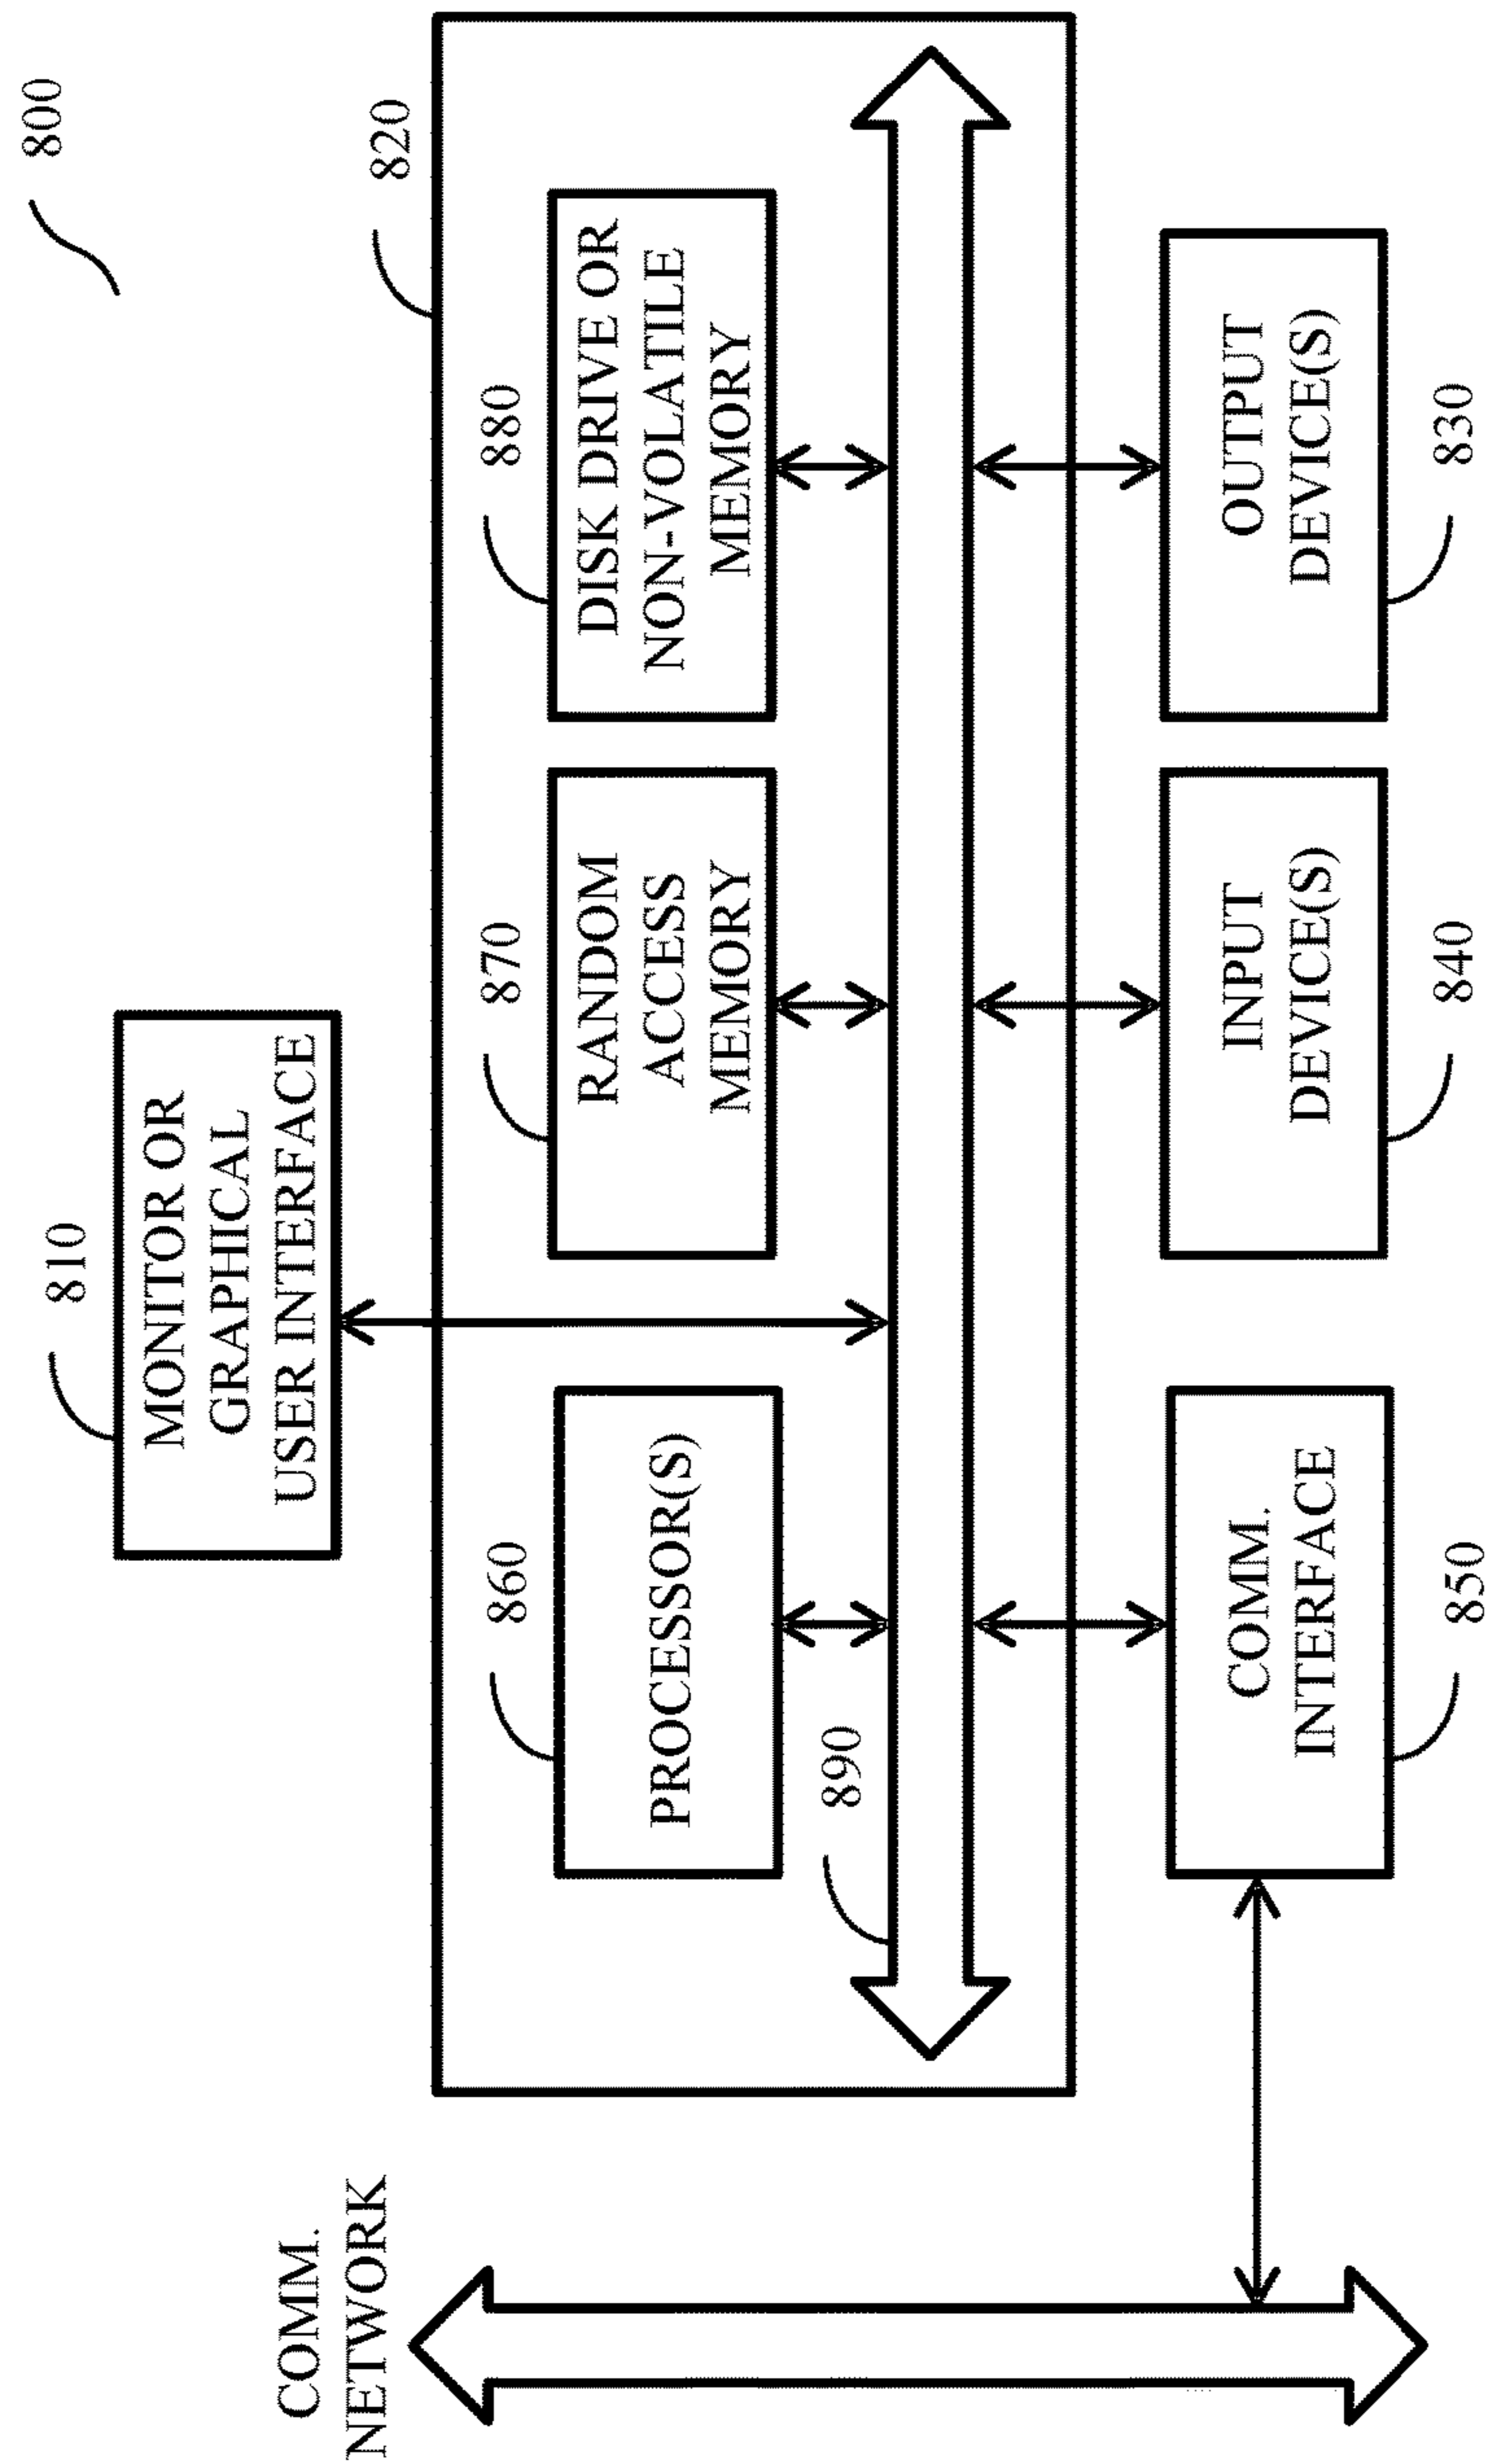 800
810
MONITOR OR
GRAPHICAL
USER INTERFACE
820
COMM.
NETWORK
860
PROCESSOR(S)
870
RANDOM
ACCESS
MEMORY
880
DISK DRIVE OR
NON-VOLATILE
MEMORY
890
COMM.
INTERFACE
850
INPUT
DEVICE(S)
840
OUTPUT
DEVICE(S)
830